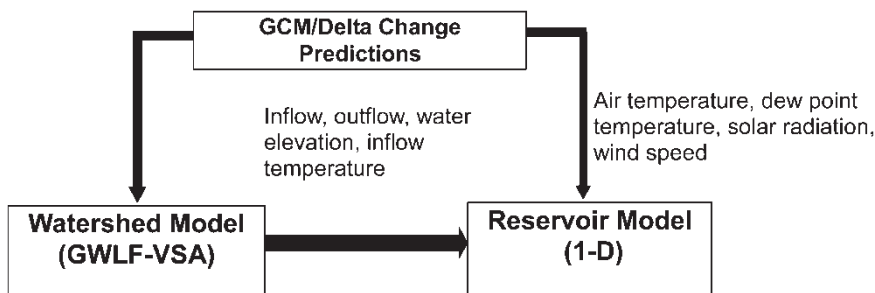 GCM/Delta Change
Predictions
Inflow, outflow, water
elevation, inflow
temperature
Air temperature, dew point
temperature, solar radiation,
wind speed
Watershed Model
(GWLF-VSA)
Reservoir Model
(1-D)